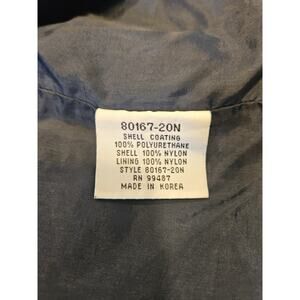 80167-20N
SHELL COATING
100% POLYURETHANE
SHELL 100% NYLON
LINING 100% NYLON
STYLE 80167-20N
RN 99487
MADE IN KOREA